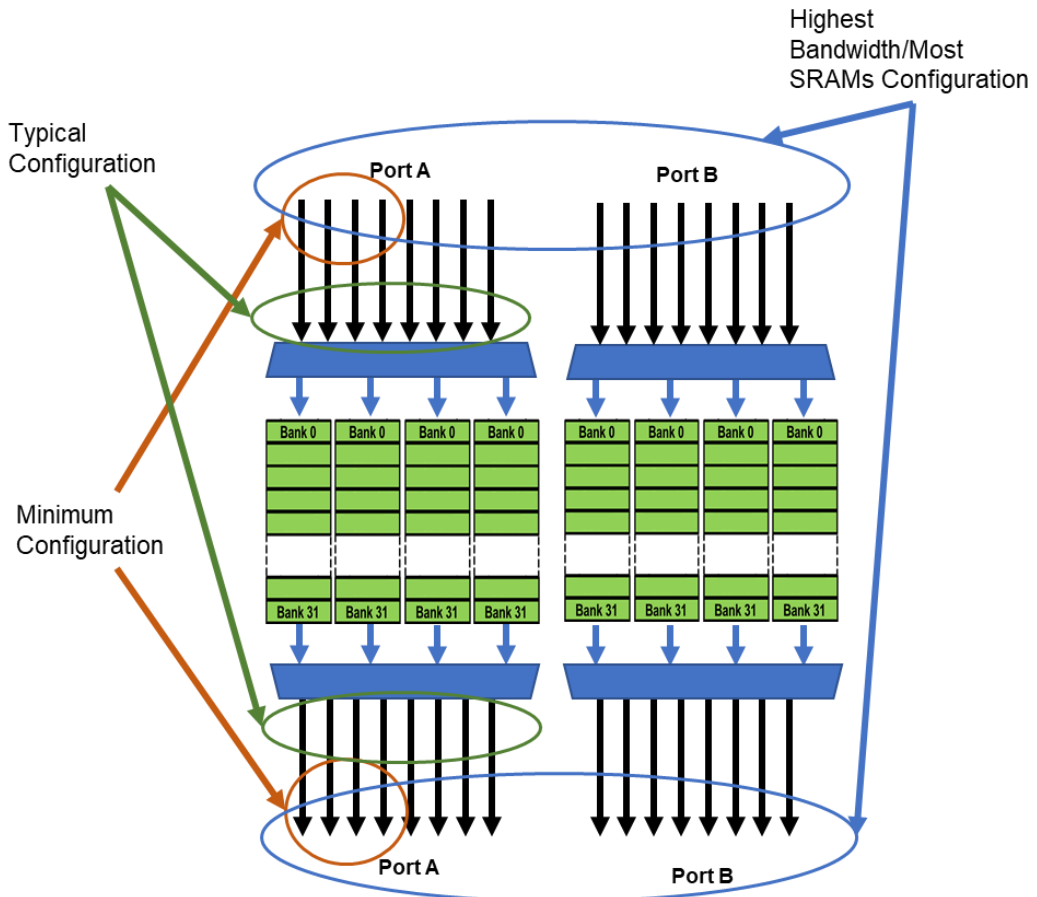 Highest
Bandwidth/Most
SRAMs Configuration
Typical
Configuration
Port A
Port B
Bank 0 Bank 0 Bank 0 Bank 0 Bank 0 Bank 0 Bank 0 Bank 0
Minimum
Configuration
Bank 31 Bank 31 Bank 31 Bank 31 Bank 31 Bank 31 Bank 31 Bank 31
Port A
Port B